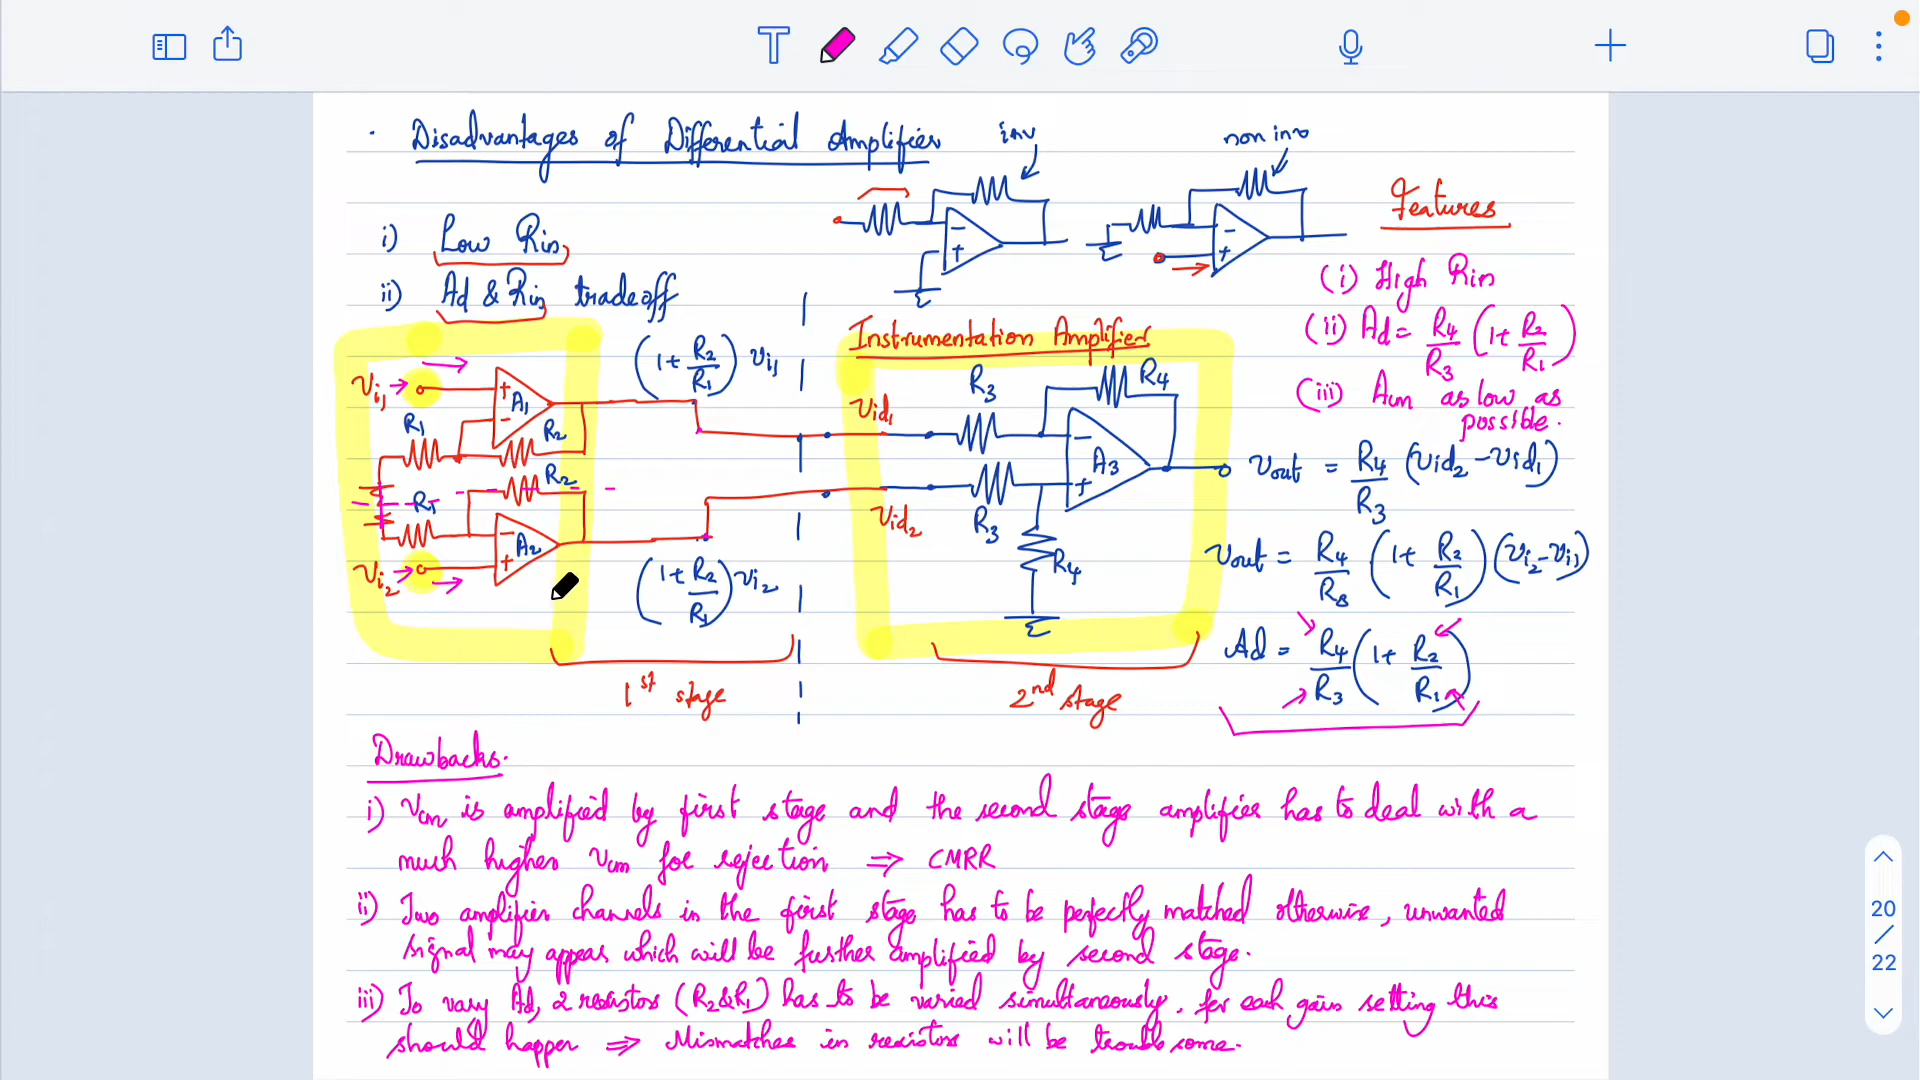 · Disadvantages of Differential Amplifier
inv
non inv
i) Low Rin
ii) Ad & Rin tradeoff
Features
(i) High Rin
(ii) Ad = R4/R3 (1+ R2/R1)
(iii) Acm as low as possible.
Instrumentation Amplifier
(1+ R2/R1) vi1
vi1
A1
R1
R2
R2
R1
A2
vi2
(1+ R2/R1) vi2
vid1
R3
R4
- A3 +
vid2
R3
R4
Vout = R4/R3 (vid2 - vid1)
Vout = R4/R3 (1+ R2/R1) (vi2 - vi1)
Ad = R4/R3 (1+ R2/R1)
1st stage
2nd stage
Drawbacks.
i) Vcm is amplified by first stage and the second stage amplifier has to deal with a
much higher vcm for rejection ⇒ CMRR
ii) Two amplifier channels in the first stage has to be perfectly matched otherwise, unwanted
signal may appear which will be further amplified by second stage.
iii) To vary Ad, 2 resistors (R2&R1) has to be varied simultaneously. for each gain setting this
should happen ⇒ Mismatches in resistors will be troublesome.
20
/
22